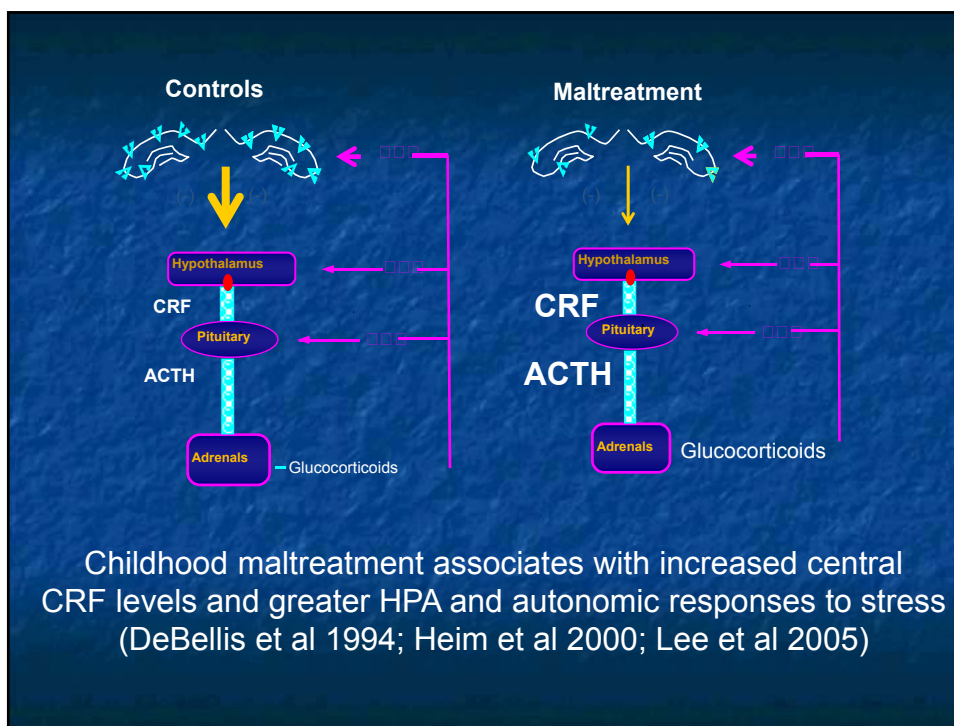 Controls
Maltreatment
(-) (-)
(-)
Hypothalamus
Hypothalamus
CRF
CRF
Pituitary
Pituitary
ACTH
ACTH
Adrenals
Adrenals
Glucocorticoids
Glucocorticoids
Childhood maltreatment associates with increased central
CRF levels and greater HPA and autonomic responses to stress
(DeBellis et al 1994; Heim et al 2000; Lee et al 2005)